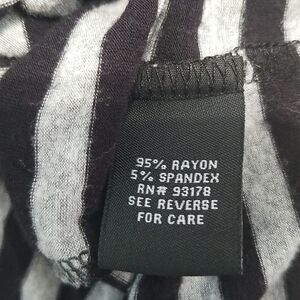 95% RAYON
5% SPANDEX
RN# 93178
SEE REVERSE
FOR CARE